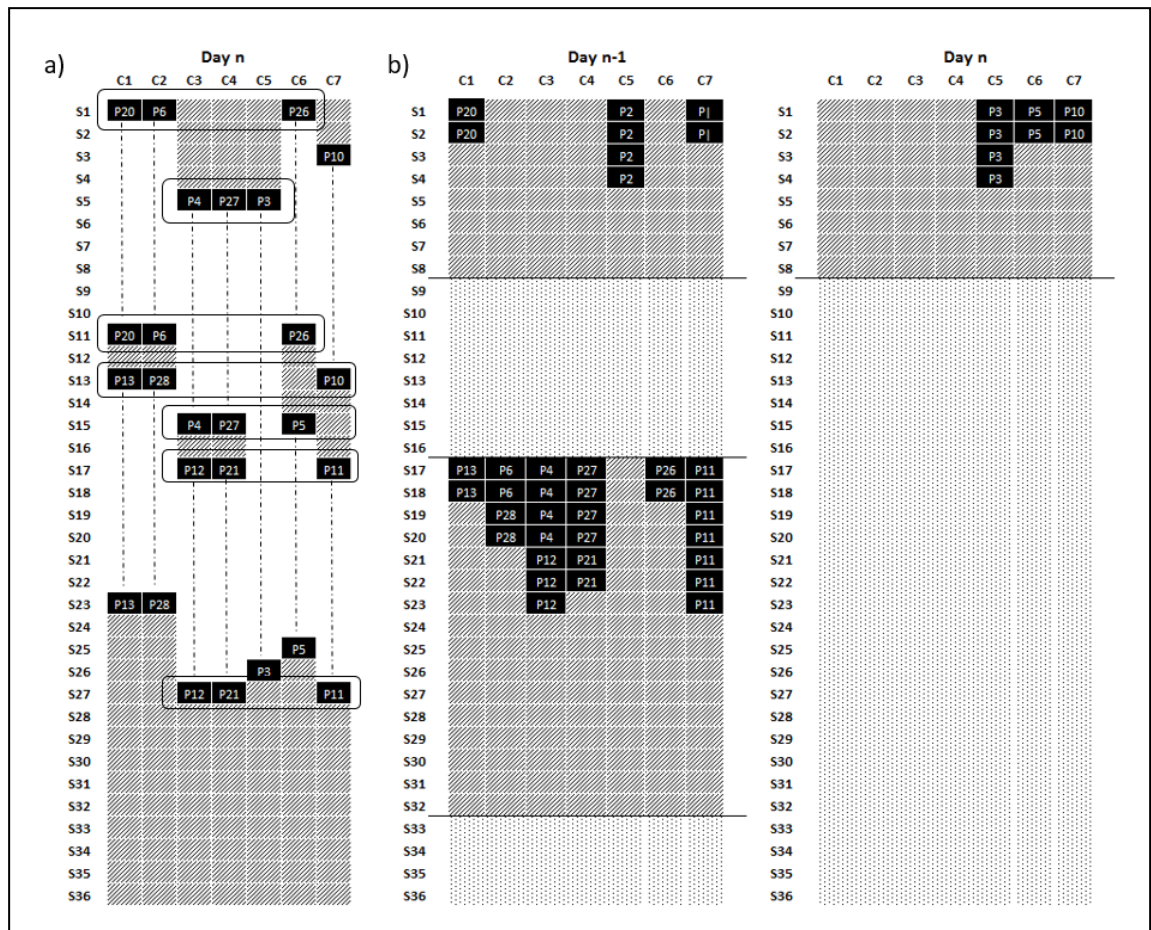 a)
Day n
C1 C2 C3 C4 C5 C6 C7
S1 P20 P6 P26
S2
S3 P10
S4
S5 P4 P27 P3
S6
S7
S8
S9
S10
S11 P20 P6 P26
S12
S13 P13 P28 P10
S14
S15 P4 P27 P5
S16
S17 P12 P21 P11
S18
S19
S20
S21
S22
S23 P13 P28
S24
S25 P5
S26 P3
S27 P12 P21 P11
S28
S29
S30
S31
S32
S33
S34
S35
S36
b)
Day n-1
C1 C2 C3 C4 C5 C6 C7
S1 P20 P2 P|
S2 P20 P2 P|
S3 P2
S4 P2
S5
S6
S7
S8
S9
S10
S11
S12
S13
S14
S15
S16
S17 P13 P6 P4 P27 P26 P11
S18 P13 P6 P4 P27 P26 P11
S19 P28 P4 P27 P11
S20 P28 P4 P27 P11
S21 P12 P21 P11
S22 P12 P21 P11
S23 P12 P11
S24
S25
S26
S27
S28
S29
S30
S31
S32
S33
S34
S35
S36
Day n
C1 C2 C3 C4 C5 C6 C7
S1 P3 P5 P10
S2 P3 P5 P10
S3 P3
S4 P3
S5
S6
S7
S8
S9
S10
S11
S12
S13
S14
S15
S16
S17
S18
S19
S20
S21
S22
S23
S24
S25
S26
S27
S28
S29
S30
S31
S32
S33
S34
S35
S36